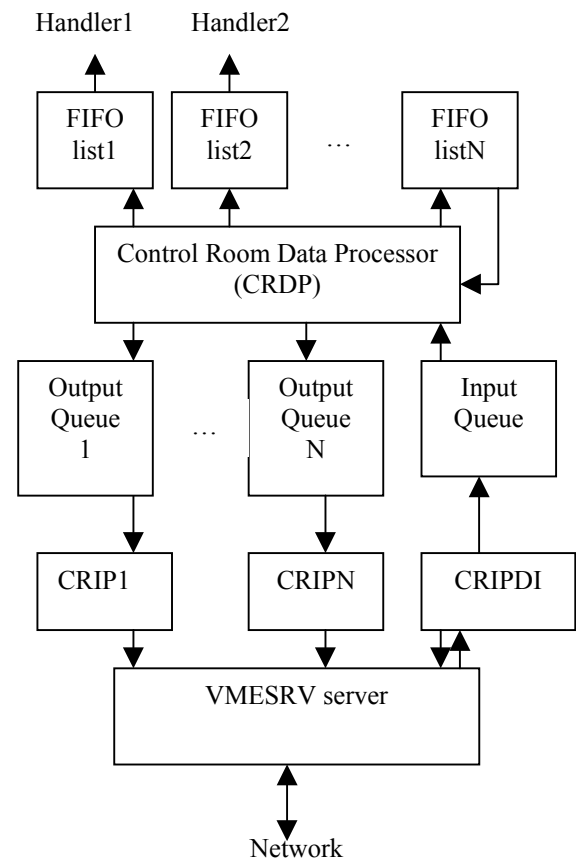 Handler1
Handler2
FIFO
list1
FIFO
list2
...
FIFO
listN
Control Room Data Processor
(CRDP)
Output
Queue
1
...
Output
Queue
N
Input
Queue
CRIP1
CRIPN
CRIPDI
VMESRV server
Network